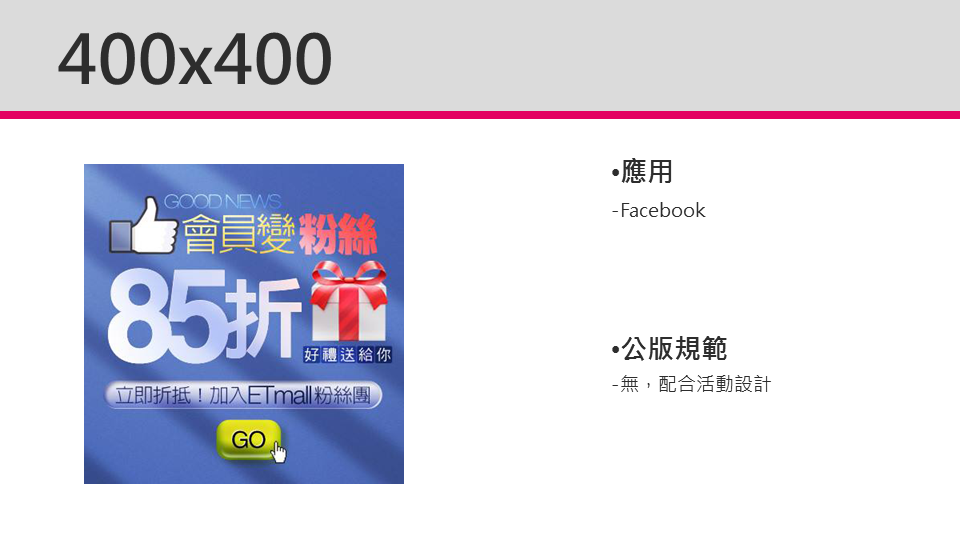 400x400
GOOD NEWS
會員變粉絲
85折
好禮送給你
立即折抵！加入ETmall粉絲團
GO
•應用
-Facebook
•公版規範
-無，配合活動設計